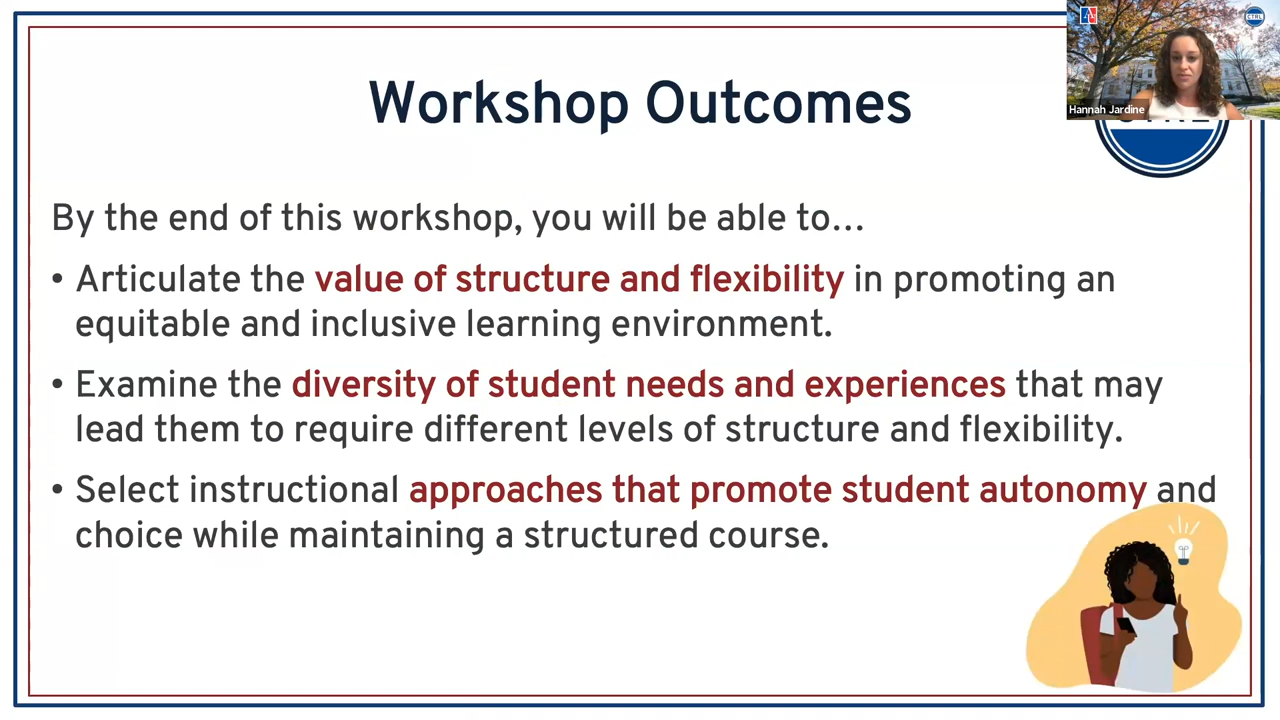 Workshop Outcomes
Hannah Jardine
CTRL
By the end of this workshop, you will be able to...
• Articulate the value of structure and flexibility in promoting an
equitable and inclusive learning environment.
• Examine the diversity of student needs and experiences that may
lead them to require different levels of structure and flexibility.
• Select instructional approaches that promote student autonomy and
choice while maintaining a structured course.